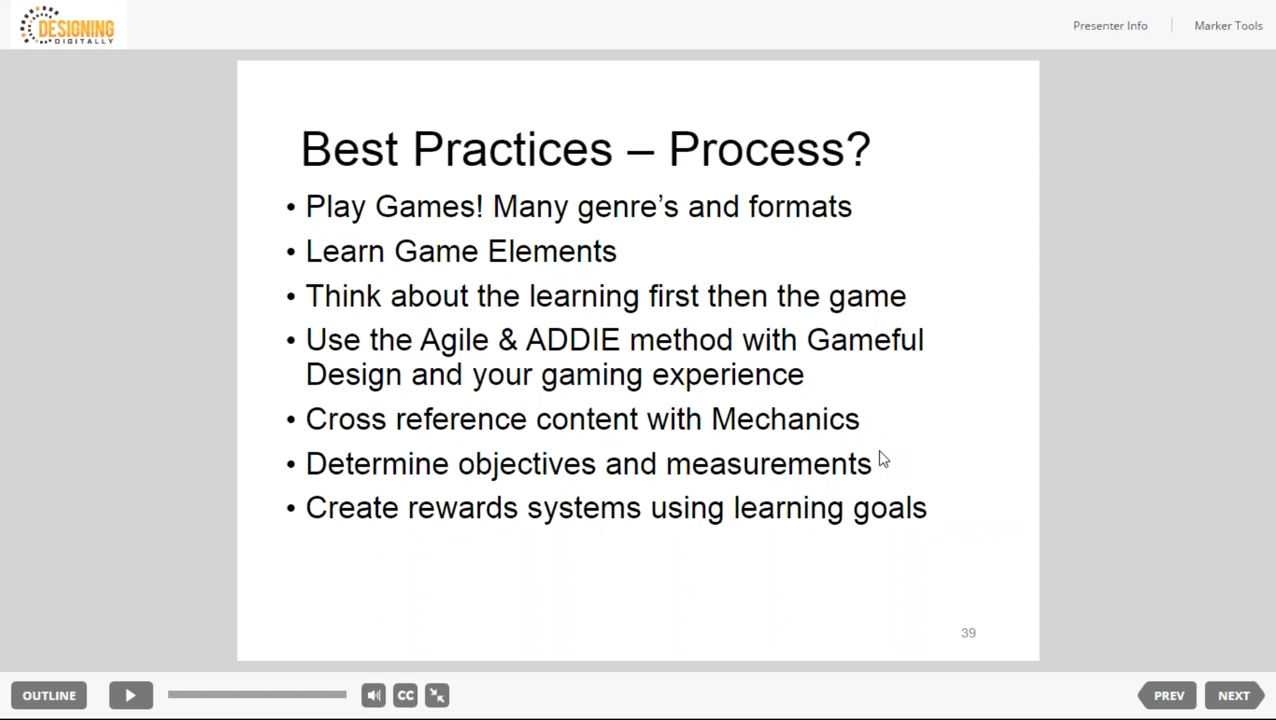 DESIGNING
DIGITALLY
Presenter Info
Marker Tools
Best Practices – Process?
• Play Games! Many genre’s and formats
• Learn Game Elements
• Think about the learning first then the game
• Use the Agile & ADDIE method with Gameful
Design and your gaming experience
• Cross reference content with Mechanics
• Determine objectives and measurements
• Create rewards systems using learning goals
39
OUTLINE
CC
PREV
NEXT